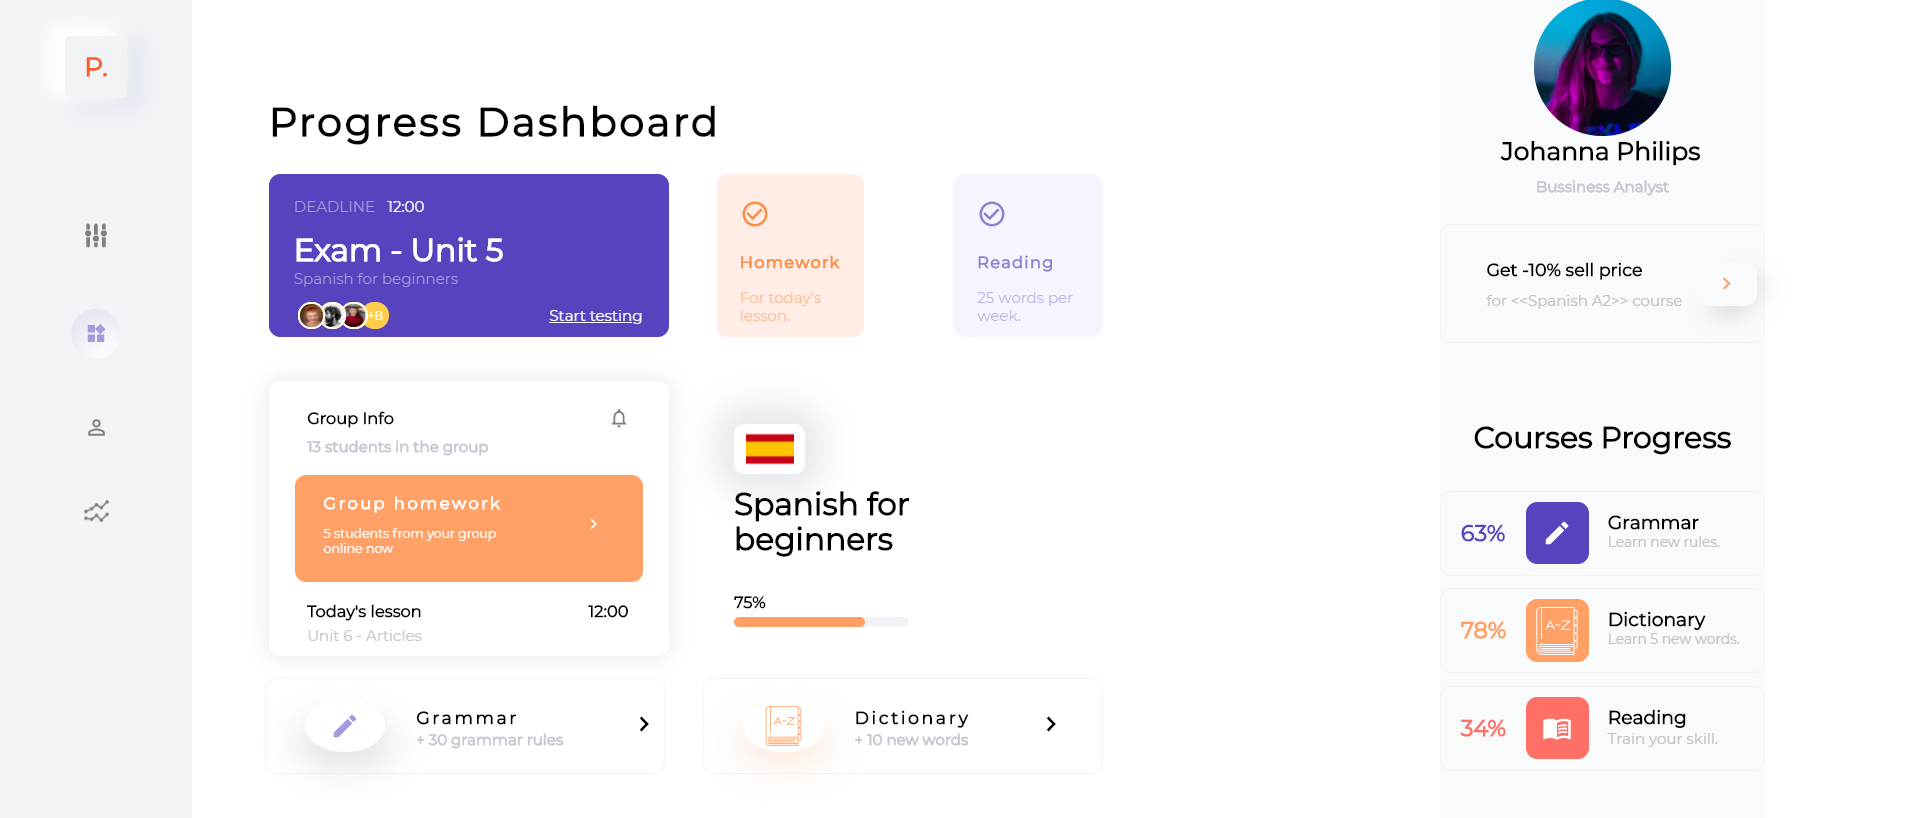 P.
Progress Dashboard
DEADLINE 12:00
Exam - Unit 5
Spanish for beginners
+8
Start testing
Homework
For today's
lesson.
Reading
25 words per
week.
Group Info
13 students in the group
Group homework
5 students from your group
online now
Today's lesson 12:00
Unit 6 - Articles
Spanish for
beginners
75%
Grammar
+ 30 grammar rules
A-Z
Dictionary
+ 10 new words
Johanna Philips
Bussiness Analyst
Get -10% sell price
for <<Spanish A2>> course
Courses Progress
63%
Grammar
Learn new rules.
78%
A-Z
Dictionary
Learn 5 new words.
34%
Reading
Train your skill.